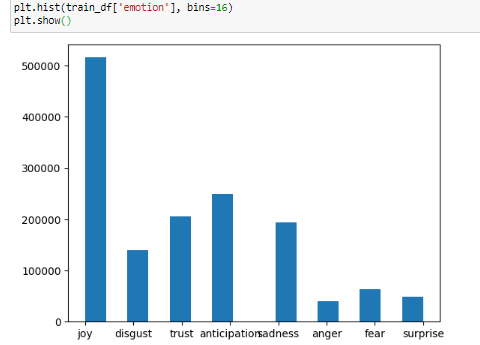 plt.hist(train_df['emotion'], bins=16)
plt.show()
500000
400000
300000
200000
100000
0
joy disgust trust anticipation sadness anger fear surprise